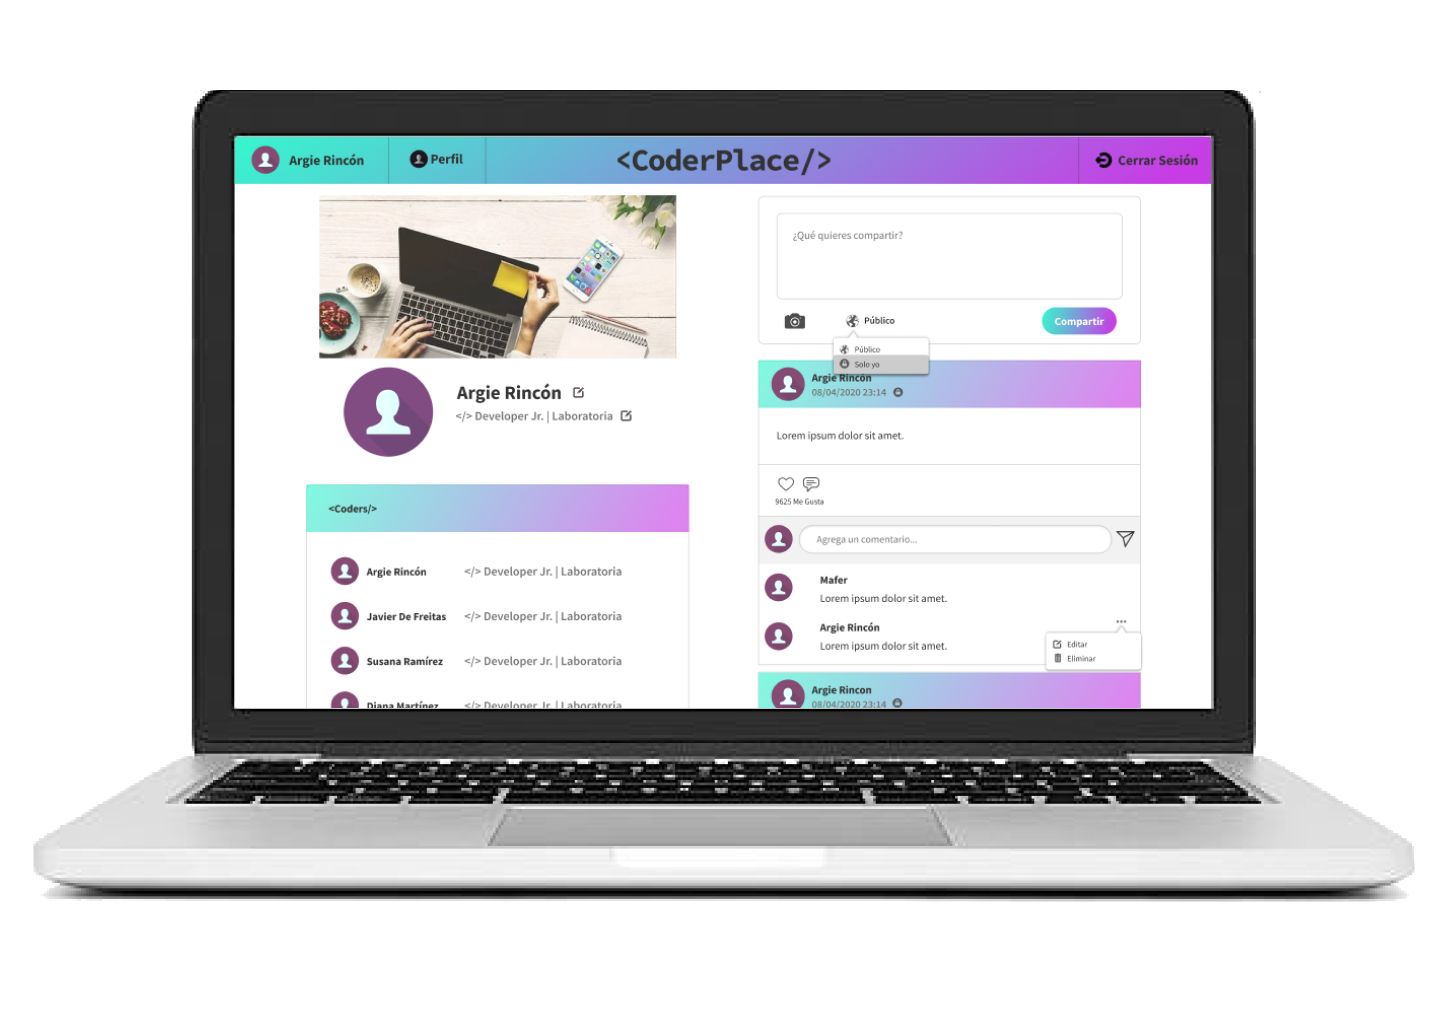 Argie Rincón
Perfil
<CoderPlace/>
Cerrar Sesión
Argie Rincón
</> Developer Jr. | Laboratoria
<Coders/>
Argie Rincón </> Developer Jr. | Laboratoria
Javier De Freitas </> Developer Jr. | Laboratoria
Susana Ramírez </> Developer Jr. | Laboratoria
Diana Martínez </> Developer Jr. | Laboratoria
¿Qué quieres compartir?
Público
Compartir
Público
Solo yo
Argie Rincón
08/04/2020 23:14
Lorem ipsum dolor sit amet.
9625 Me Gusta
Agrega un comentario...
Mafer
Lorem ipsum dolor sit amet.
Argie Rincón
Lorem ipsum dolor sit amet.
Editar
Eliminar
Argie Rincon
08/04/2020 23:14